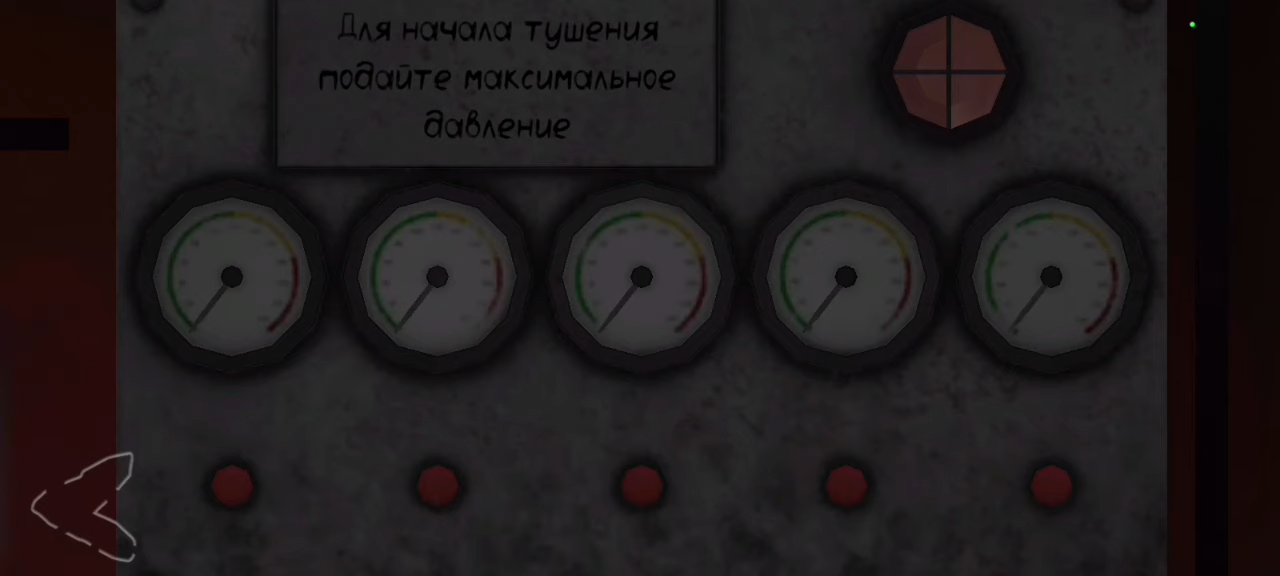 Для начала тушения
подайте максимальное
давление